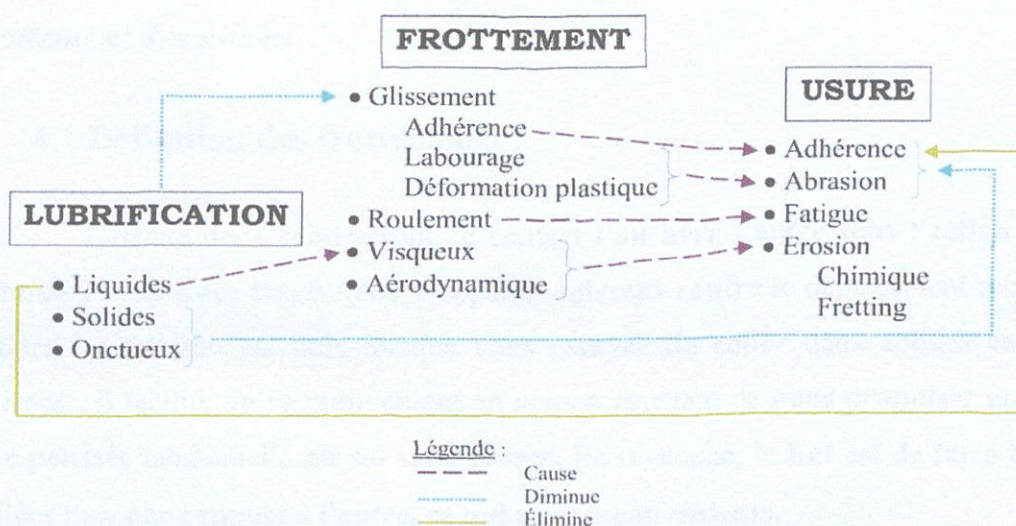 FROTTEMENT
• Glissement
Adhérence
Labourage
Déformation plastique
• Roulement
• Visqueux
• Aérodynamique
USURE
• Adhérence
• Abrasion
• Fatigue
• Erosion
Chimique
Fretting
LUBRIFICATION
• Liquides
• Solides
• Onctueux
Légende :
Cause
Diminue
Élimine